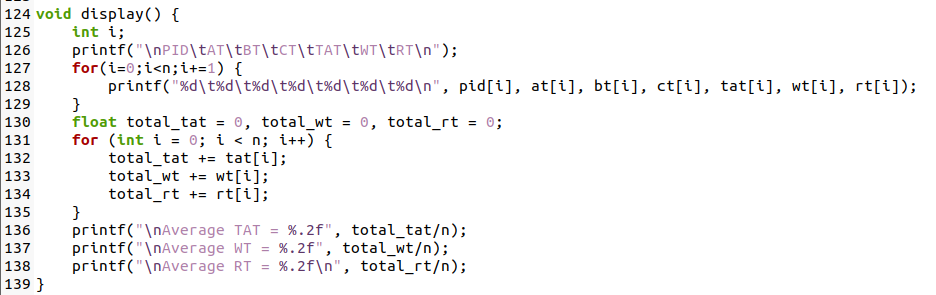 124 void display() {
125     int i;
126     printf("\nPID\tAT\tBT\tCT\tTAT\tWT\tRT\n");
127     for(i=0;i<n;i+=1) {
128         printf("%d\t%d\t%d\t%d\t%d\t%d\t%d\n", pid[i], at[i], bt[i], ct[i], tat[i], wt[i], rt[i]);
129     }
130     float total_tat = 0, total_wt = 0, total_rt = 0;
131     for (int i = 0; i < n; i++) {
132         total_tat += tat[i];
133         total_wt += wt[i];
134         total_rt += rt[i];
135     }
136     printf("\nAverage TAT = %.2f", total_tat/n);
137     printf("\nAverage WT = %.2f", total_wt/n);
138     printf("\nAverage RT = %.2f\n", total_rt/n);
139 }